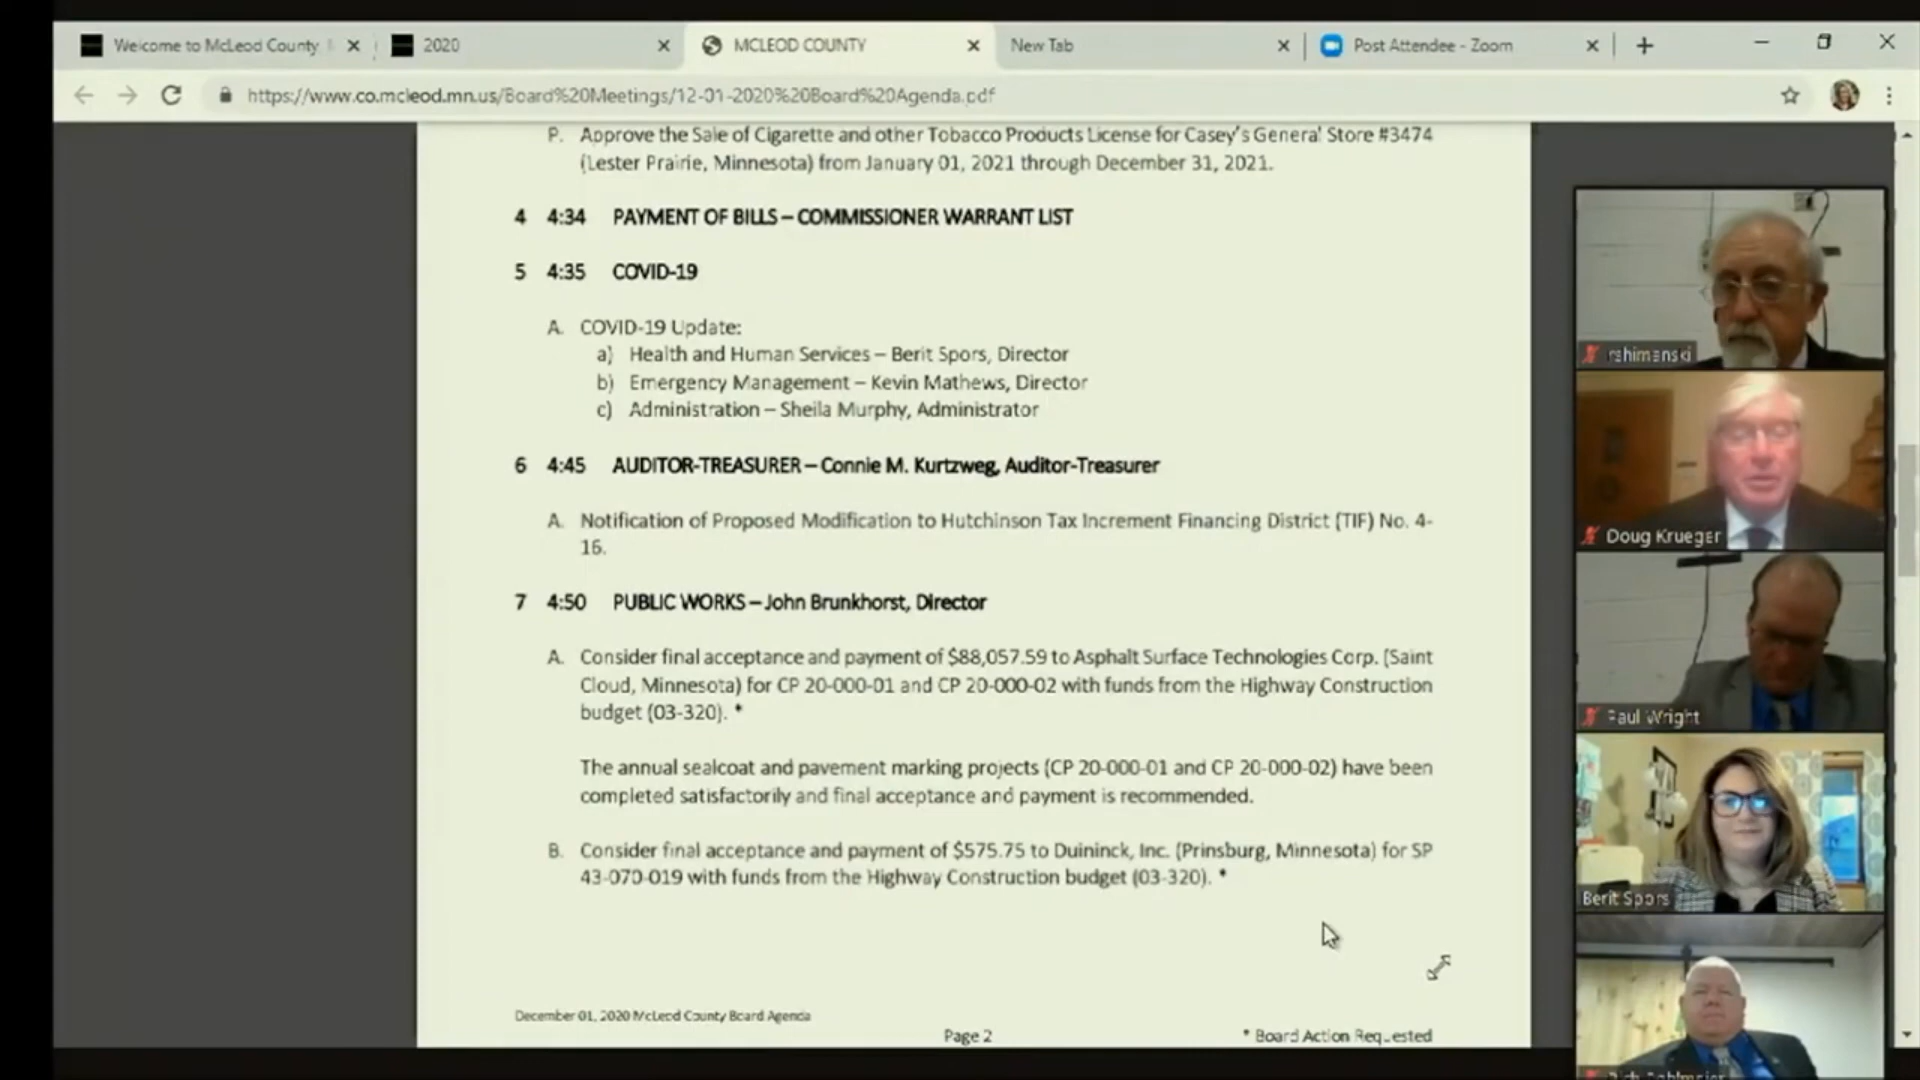 Welcome to McLeod County
2020
MCLEOD COUNTY
New Tab
Post Attendee - Zoom
https://www.co.mcleod.mn.us/Board%20Meetings/12-01-2020%20Board%20Agenda.pdf
P. Approve the Sale of Cigarette and other Tobacco Products License for Casey's General Store #3474
(Lester Prairie, Minnesota) from January 01, 2021 through December 31, 2021.
4 4:34 PAYMENT OF BILLS – COMMISSIONER WARRANT LIST
5 4:35 COVID-19
A. COVID-19 Update:
a) Health and Human Services – Berit Spors, Director
b) Emergency Management – Kevin Mathews, Director
c) Administration – Sheila Murphy, Administrator
6 4:45 AUDITOR-TREASURER – Connie M. Kurtzweg, Auditor-Treasurer
A. Notification of Proposed Modification to Hutchinson Tax Increment Financing District (TIF) No. 4-
16.
7 4:50 PUBLIC WORKS – John Brunkhorst, Director
A. Consider final acceptance and payment of $88,057.59 to Asphalt Surface Technologies Corp. (Saint
Cloud, Minnesota) for CP 20-000-01 and CP 20-000-02 with funds from the Highway Construction
budget (03-320). *
The annual sealcoat and pavement marking projects (CP 20-000-01 and CP 20-000-02) have been
completed satisfactorily and final acceptance and payment is recommended.
B. Consider final acceptance and payment of $575.75 to Duininck, Inc. (Prinsburg, Minnesota) for SP
43-070-019 with funds from the Highway Construction budget (03-320). *
December 01, 2020 McLeod County Board Agenda
Page 2
* Board Action Requested
rshimanski
Doug Krueger
Paul Wright
Berit Spors